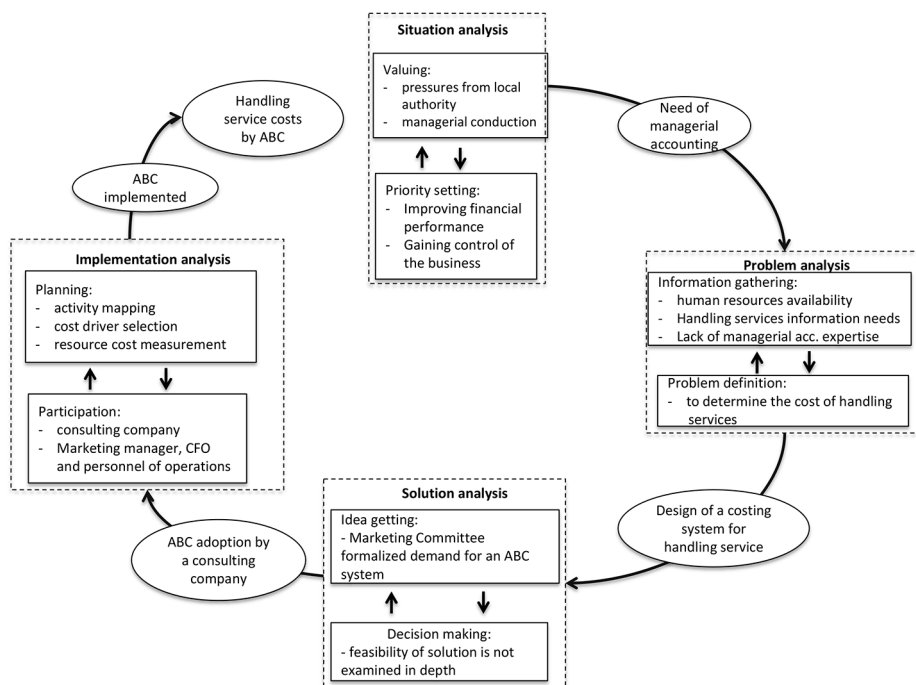 Situation analysis
Valuing:
- pressures from local
authority
- managerial conduction
Priority setting:
- Improving financial
performance
- Gaining control of
the business
Need of
managerial
accounting
Problem analysis
Information gathering:
- human resources availability
- Handling services information needs
- Lack of managerial acc. expertise
Problem definition:
- to determine the cost of handling
services
Design of a costing
system for
handling service
Solution analysis
Idea getting:
- Marketing Committee
formalized demand for an ABC
system
Decision making:
- feasibility of solution is not
examined in depth
ABC adoption by
a consulting
company
Implementation analysis
Planning:
- activity mapping
- cost driver selection
- resource cost measurement
Participation:
- consulting company
- Marketing manager, CFO
and personnel of operations
ABC
implemented
Handling
service costs
by ABC